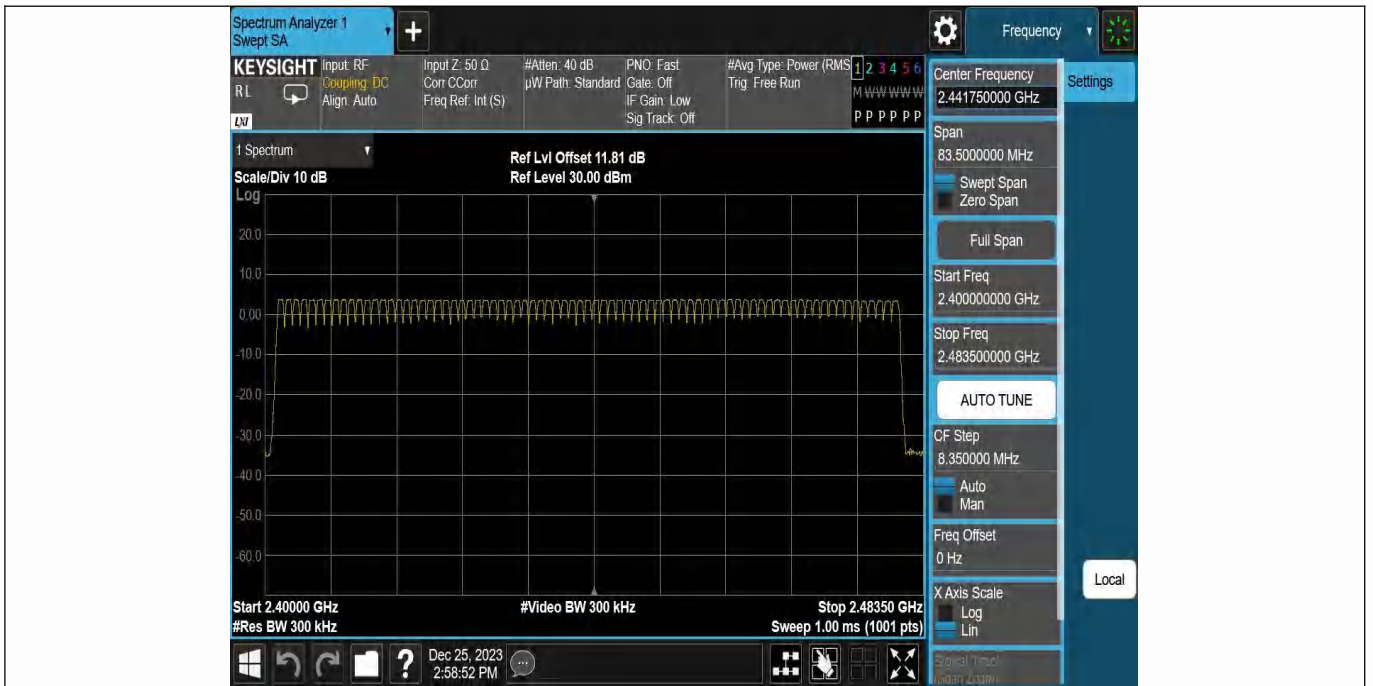 Spectrum Analyzer 1
Swept SA
+
Frequency
KEYSIGHT
RL
LXI
Input: RF
Coupling: DC
Align: Auto
Input Z: 50 Ω
Corr CCorr
Freq Ref: Int (S)
#Atten: 40 dB
µW Path: Standard
PNO: Fast
Gate: Off
IF Gain: Low
Sig Track: Off
#Avg Type: Power (RMS
Trig: Free Run
1 2 3 4 5 6
M W W W W W
P P P P P P
1 Spectrum
Scale/Div 10 dB
Ref Lvl Offset 11.81 dB
Ref Level 30.00 dBm
Log
20.0
10.0
0.00
-10.0
-20.0
-30.0
-40.0
-50.0
-60.0
Start 2.40000 GHz
#Res BW 300 kHz
#Video BW 300 kHz
Stop 2.48350 GHz
Sweep 1.00 ms (1001 pts)
Center Frequency
2.441750000 GHz
Settings
Span
83.5000000 MHz
Swept Span
Zero Span
Full Span
Start Freq
2.400000000 GHz
Stop Freq
2.483500000 GHz
AUTO TUNE
CF Step
8.350000 MHz
Auto
Man
Freq Offset
0 Hz
X Axis Scale
Log
Lin
Signal Track
(Span Zoom)
Local
?
Dec 25, 2023
2:58:52 PM